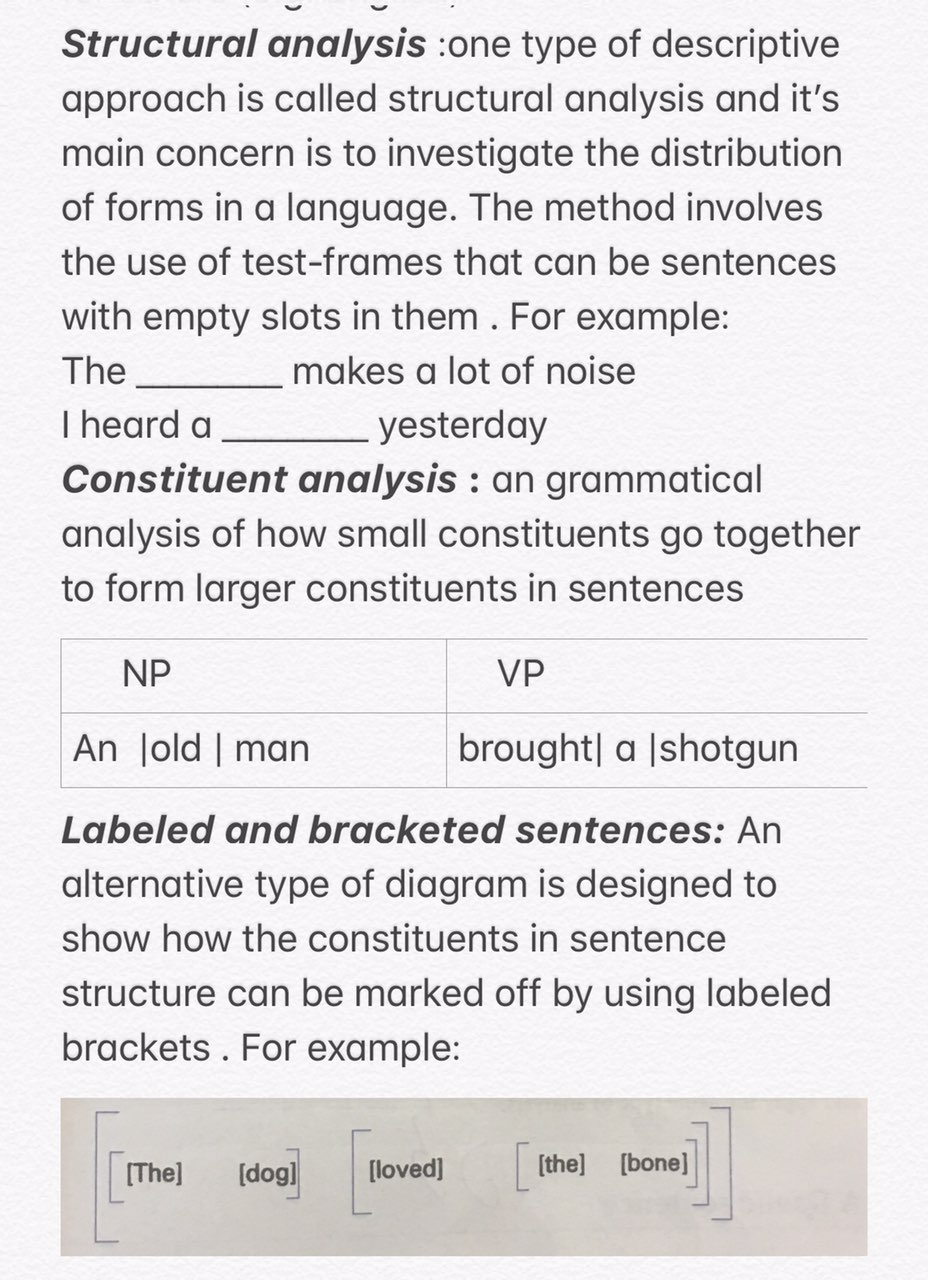 Structural analysis :one type of descriptive
approach is called structural analysis and it's
main concern is to investigate the distribution
of forms in a language. The method involves
the use of test-frames that can be sentences
with empty slots in them . For example:
The ________ makes a lot of noise
I heard a ________ yesterday
Constituent analysis : an grammatical
analysis of how small constituents go together
to form larger constituents in sentences
NP VP
An |old | man brought| a |shotgun
Labeled and bracketed sentences: An
alternative type of diagram is designed to
show how the constituents in sentence
structure can be marked off by using labeled
brackets . For example:
[ [ [The] [dog] ] [ [loved] [ [the] [bone] ] ] ]